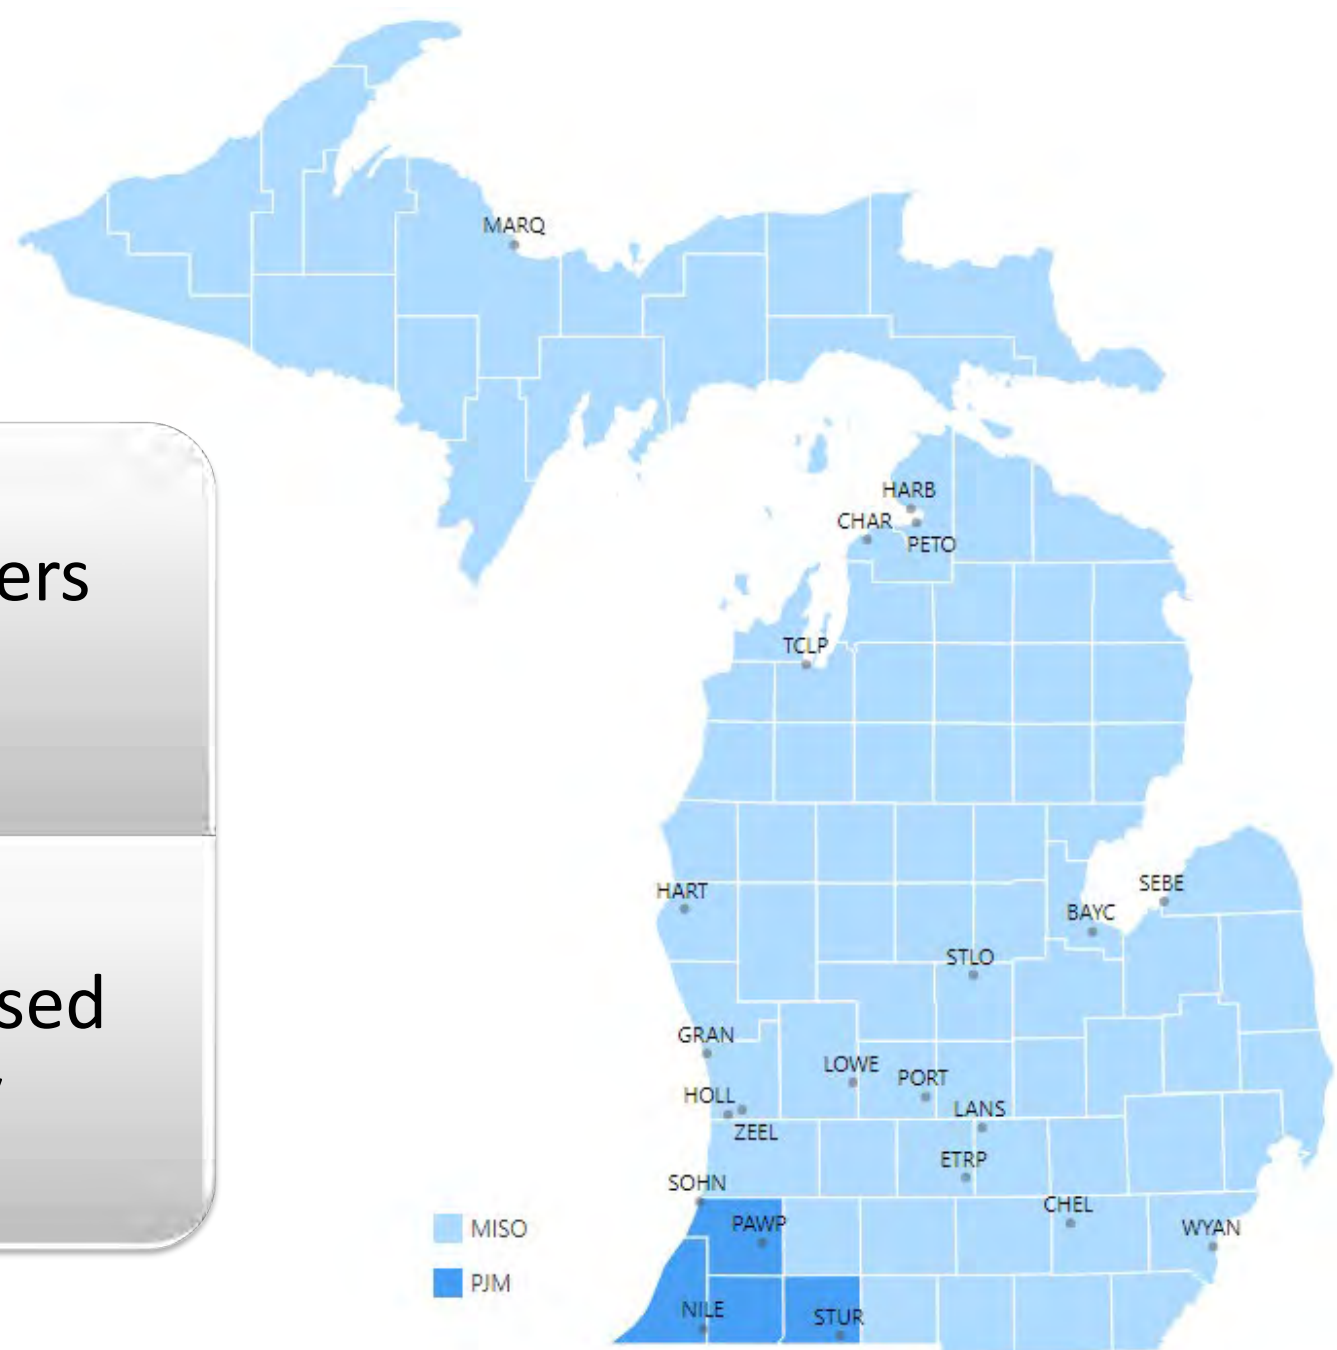 MARQ
HARB
CHAR
PETO
TCLP
HART
SEBE
BAYC
STLO
GRAN
LOWE
PORT
HOLL
LANS
ZEEL
ETRP
SOHN
CHEL
PAWP
WYAN
NILE
STUR
MISO
PJM
ers
sed